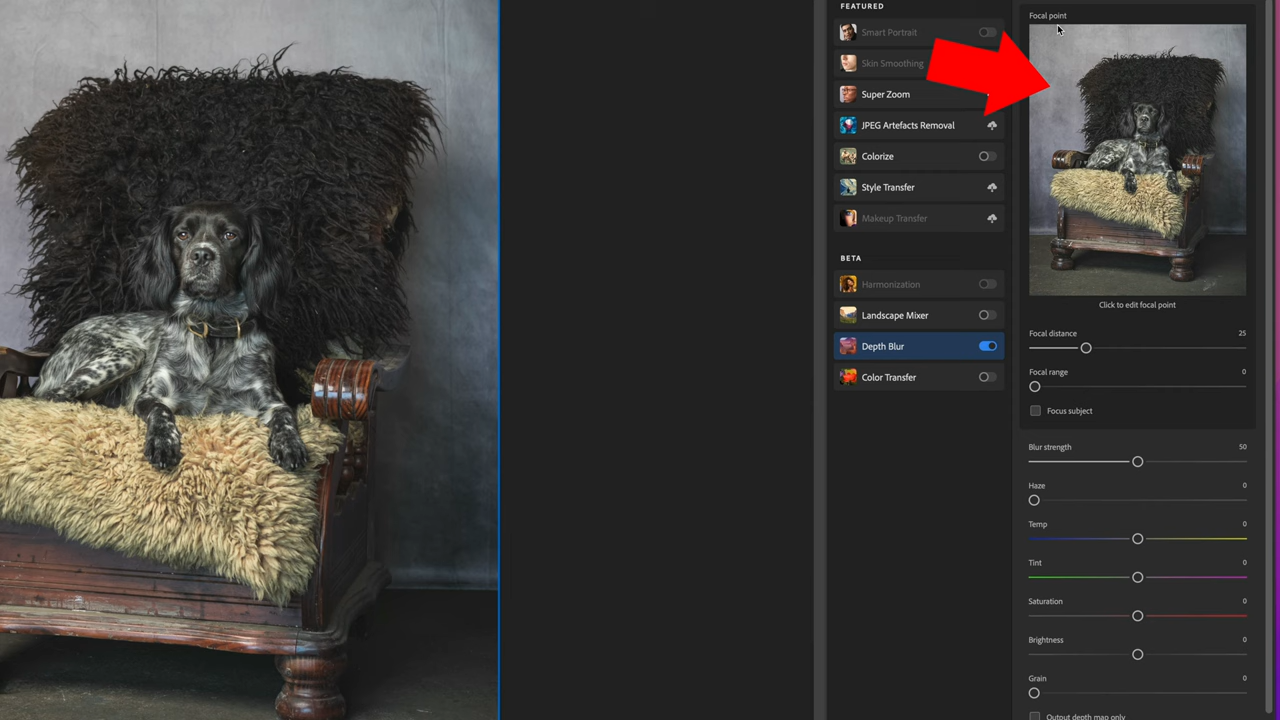 FEATURED
Smart Portrait
Skin Smoothing
Super Zoom
JPEG Artefacts Removal
Colorize
Style Transfer
Makeup Transfer
BETA
Harmonization
Landscape Mixer
Depth Blur
Color Transfer
Focal point
Click to edit focal point
Focal distance 25
Focal range 0
Focus subject
Blur strength 50
Haze 0
Temp 0
Tint 0
Saturation 0
Brightness 0
Grain 0
Output depth map only